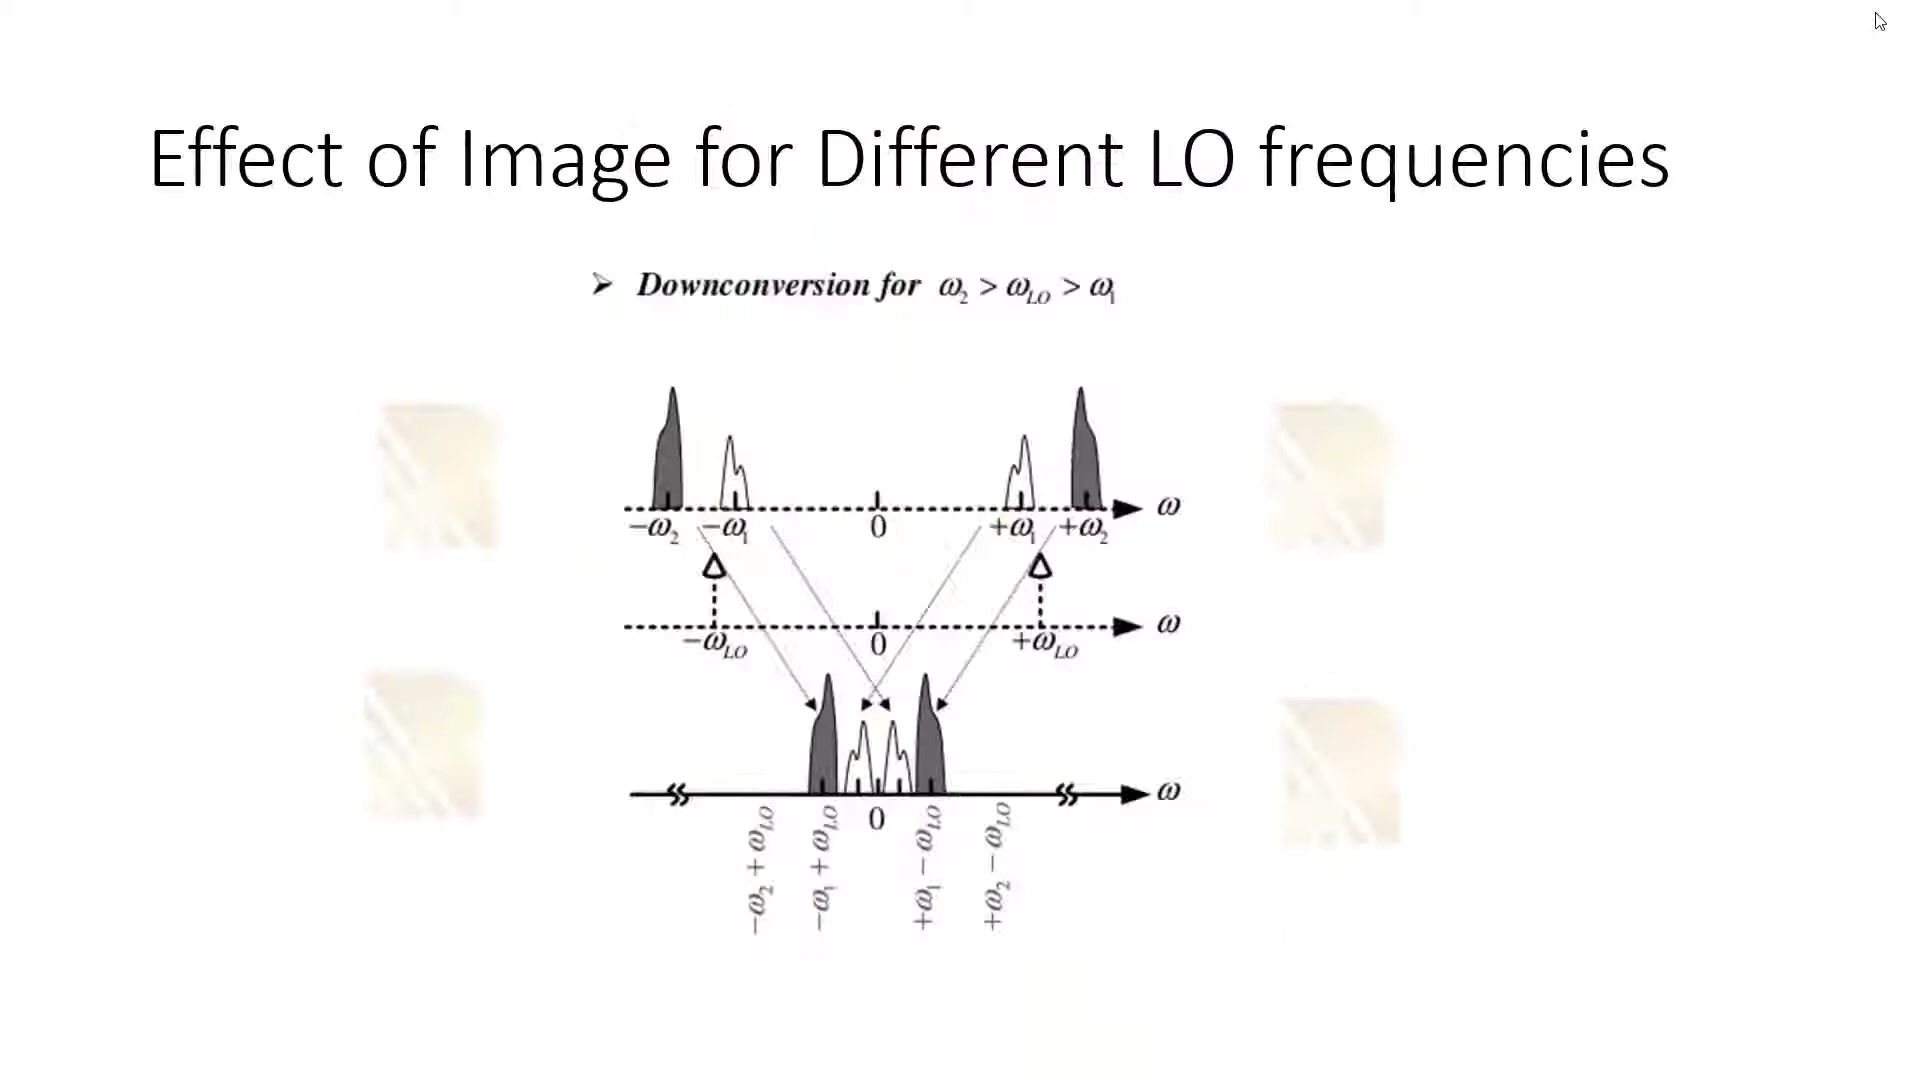 Effect of Image for Different LO frequencies
➢ Downconversion for ω₂ > ω_LO > ω₁
−ω₂ −ω₁ 0 +ω₁ +ω₂ ω
−ω_LO 0 +ω_LO ω
0 ω
−ω₂ + ω_LO
−ω₁ + ω_LO
+ω₁ − ω_LO
+ω₂ − ω_LO